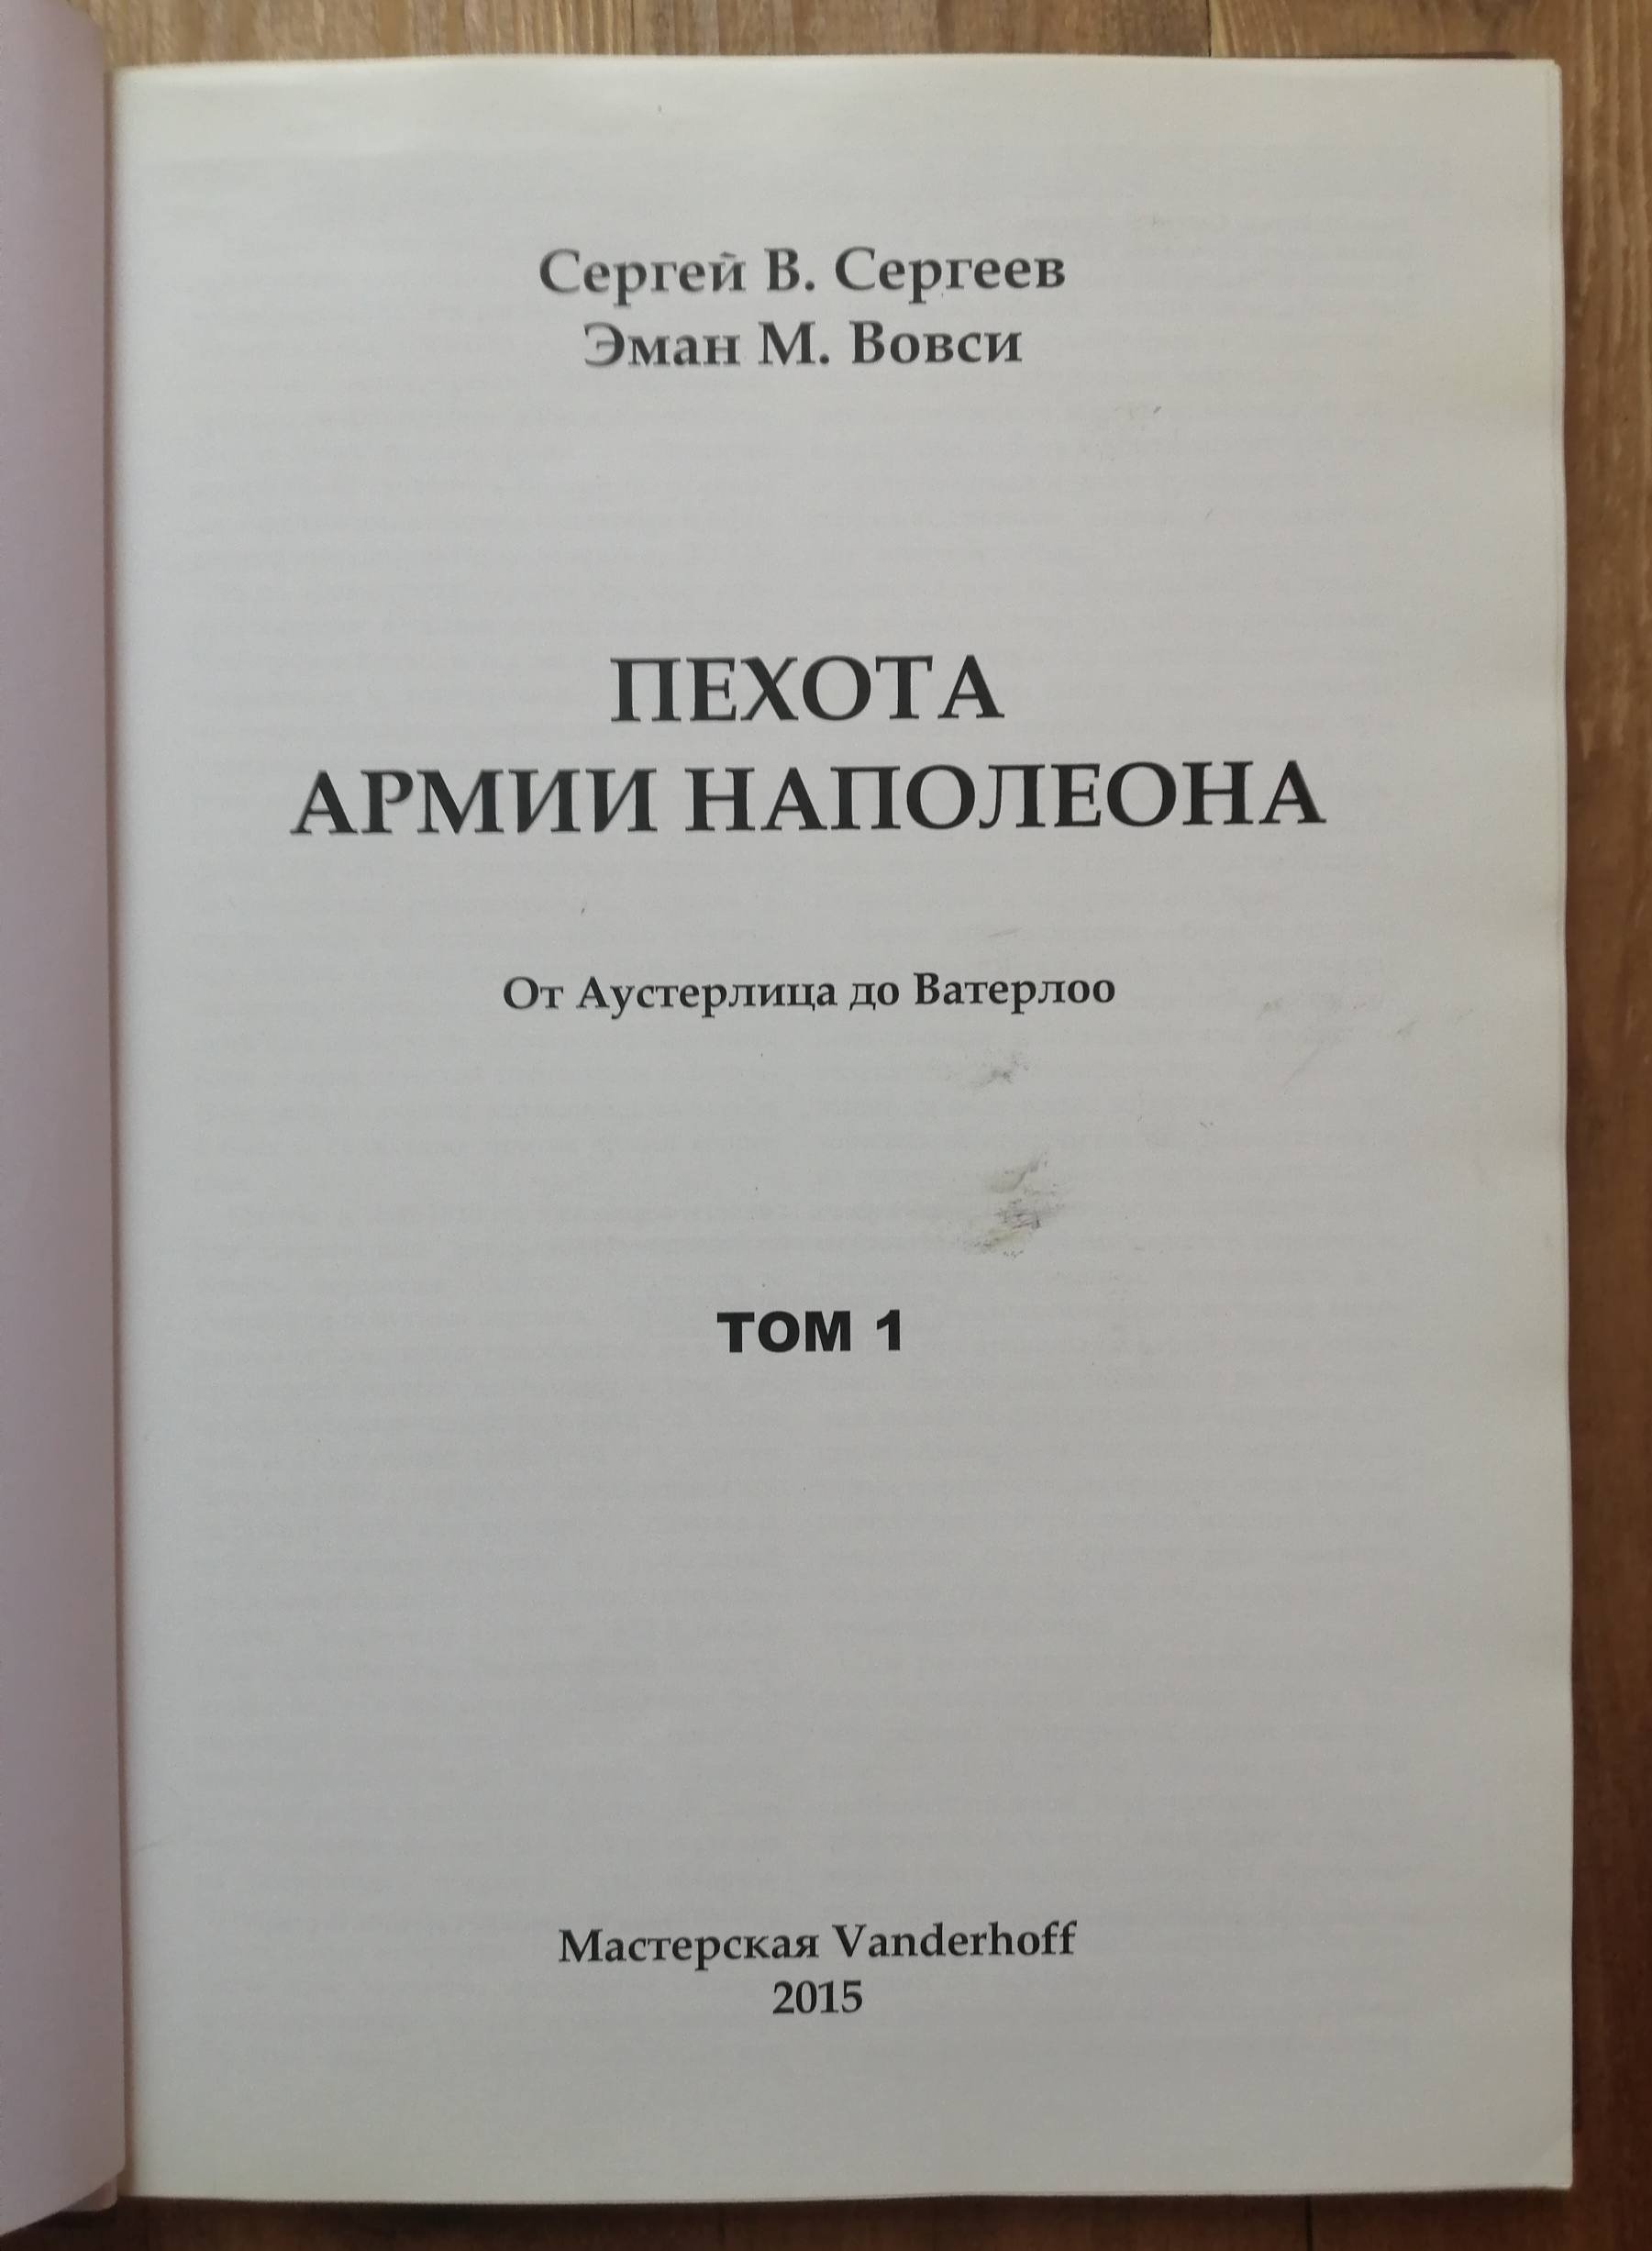 Сергей В. Сергеев
Эман М. Вовси
ПЕХОТА
АРМИИ НАПОЛЕОНА
От Аустерлица до Ватерлоо
ТОМ 1
Мастерская Vanderhoff
2015